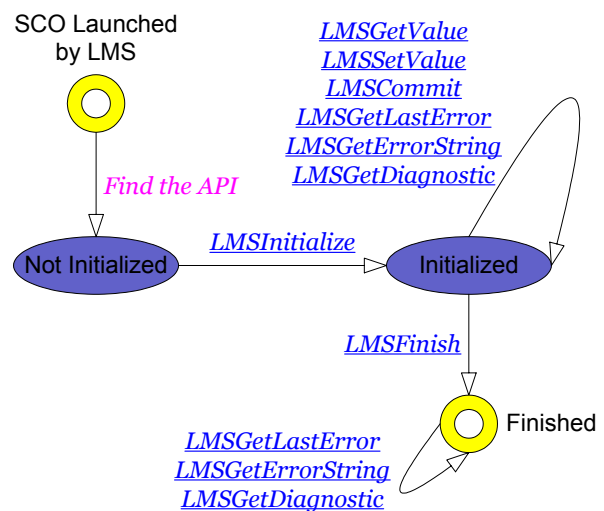 SCO Launched
by LMS
LMSGetValue
LMSSetValue
LMSCommit
LMSGetLastError
LMSGetErrorString
LMSGetDiagnostic
Find the API
Not Initialized
LMSInitialize
Initialized
LMSFinish
Finished
LMSGetLastError
LMSGetErrorString
LMSGetDiagnostic